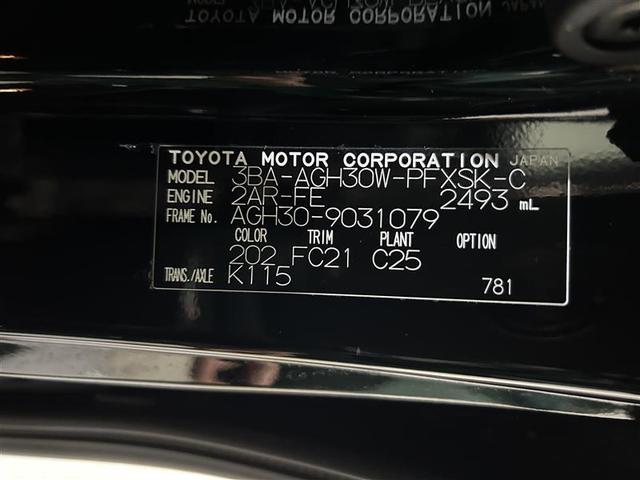 TOYOTA MOTOR CORPORATION JAPAN
MODEL 3BA-AGH30W-PFXSK-C
ENGINE 2AR-FE 2493 mL
FRAME No. AGH30-9031079
COLOR TRIM PLANT OPTION
202 FC21 C25
TRANS./AXLE K115 781